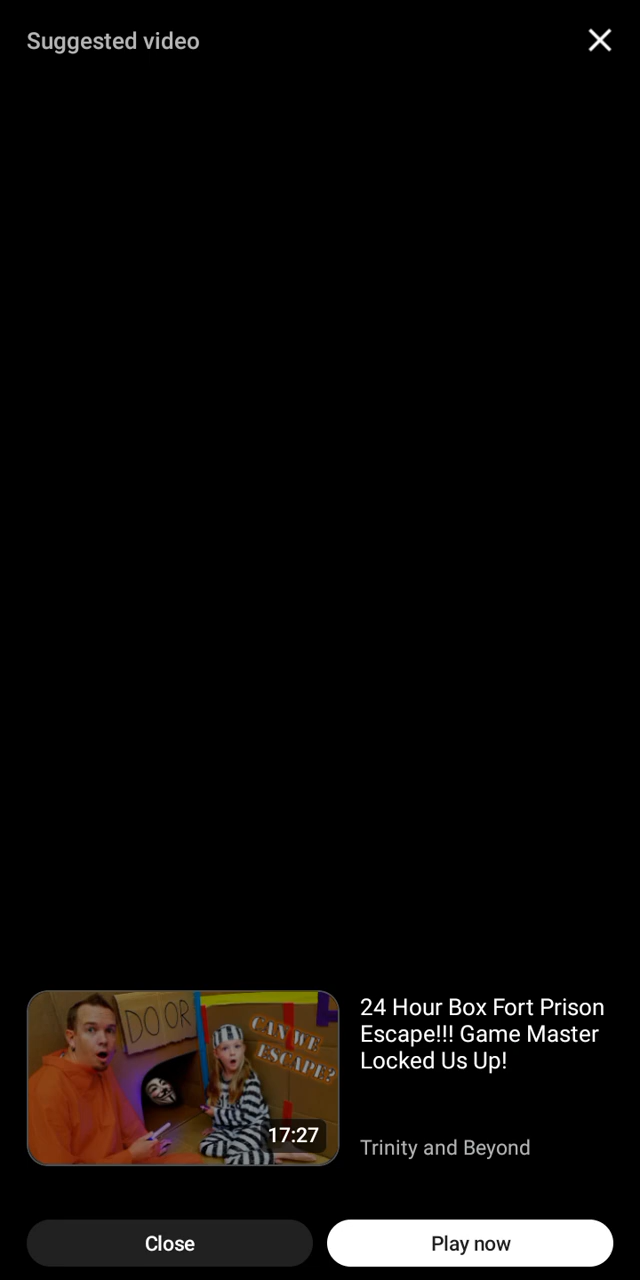 Suggested video
24 Hour Box Fort Prison
Escape!!! Game Master
Locked Us Up!
DOOR
CAN WE
ESCAPE?
17:27
Trinity and Beyond
Close
Play now